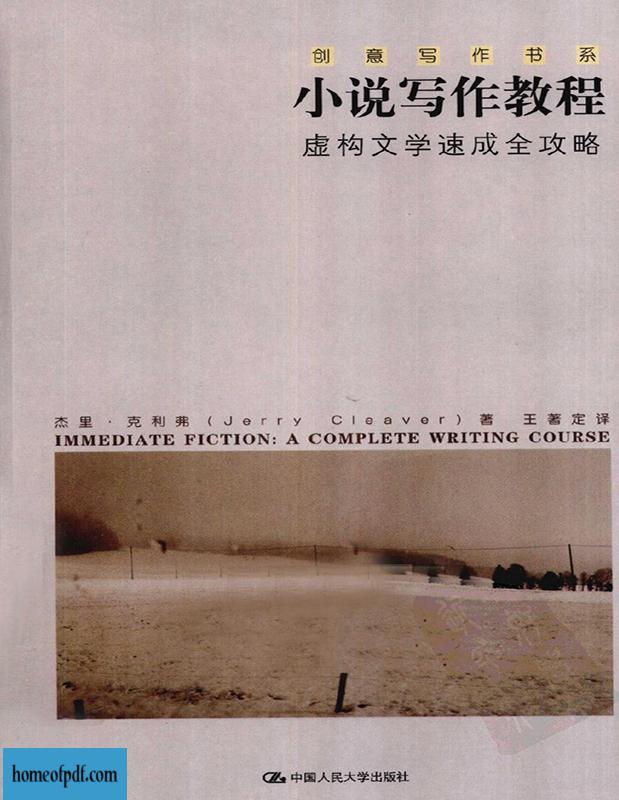 创意写作书系
小说写作教程
虚构文学速成全攻略
杰里·克利弗（Jerry Cleaver）著 王著定译
IMMEDIATE FICTION: A COMPLETE WRITING COURSE
homeofpdf.com
中国人民大学出版社